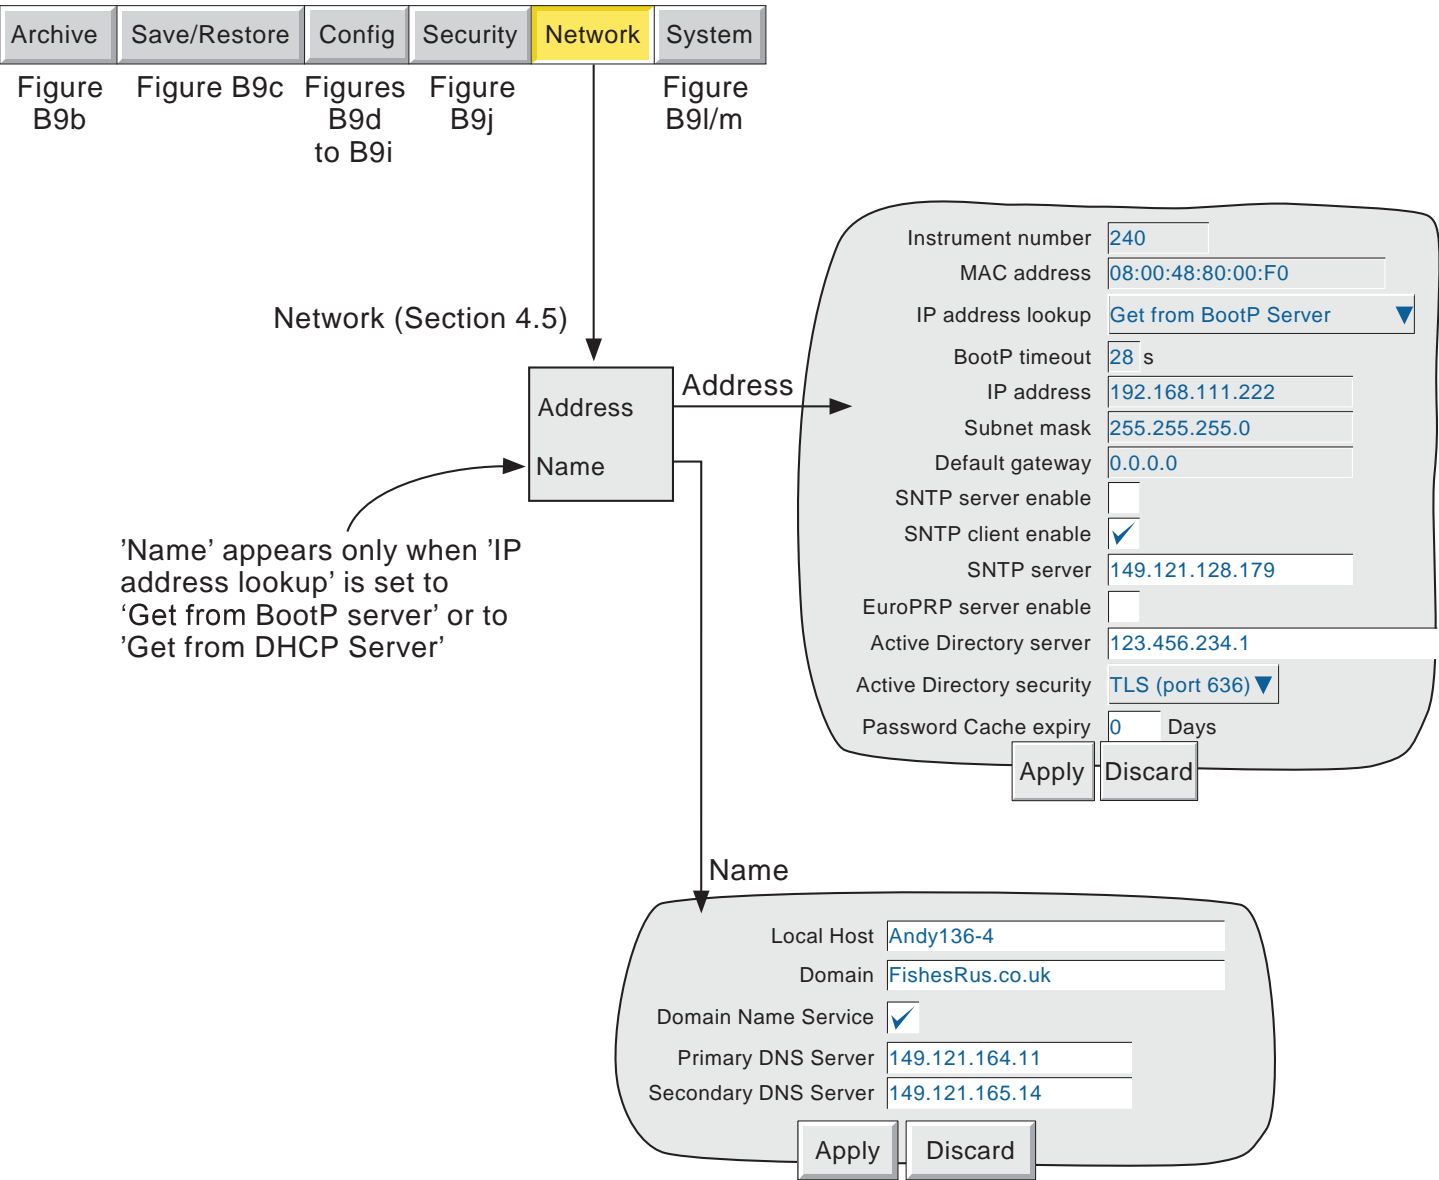 Archive Save/Restore Config Security Network System
Figure B9b
Figure B9c
Figures B9d to B9i
Figure B9j
Figure B9l/m
Network (Section 4.5)
Address
Name
Address
’Name’ appears only when ’IP
address lookup’ is set to
‘Get from BootP server’ or to
’Get from DHCP Server’
Instrument number 240
MAC address 08:00:48:80:00:F0
IP address lookup Get from BootP Server
BootP timeout 28 s
IP address 192.168.111.222
Subnet mask 255.255.255.0
Default gateway 0.0.0.0
SNTP server enable
SNTP client enable
SNTP server 149.121.128.179
EuroPRP server enable
Active Directory server 123.456.234.1
Active Directory security TLS (port 636)
Password Cache expiry 0 Days
Apply Discard
Name
Local Host Andy136-4
Domain FishesRus.co.uk
Domain Name Service
Primary DNS Server 149.121.164.11
Secondary DNS Server 149.121.165.14
Apply Discard